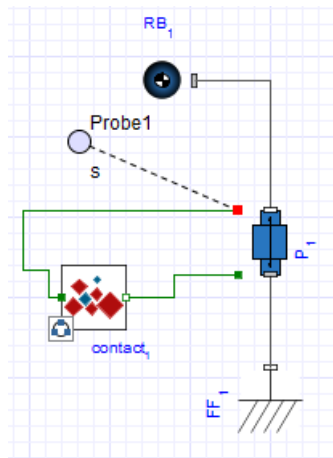 RB₁
Probe1
s
P₁
contact₁
FF₁